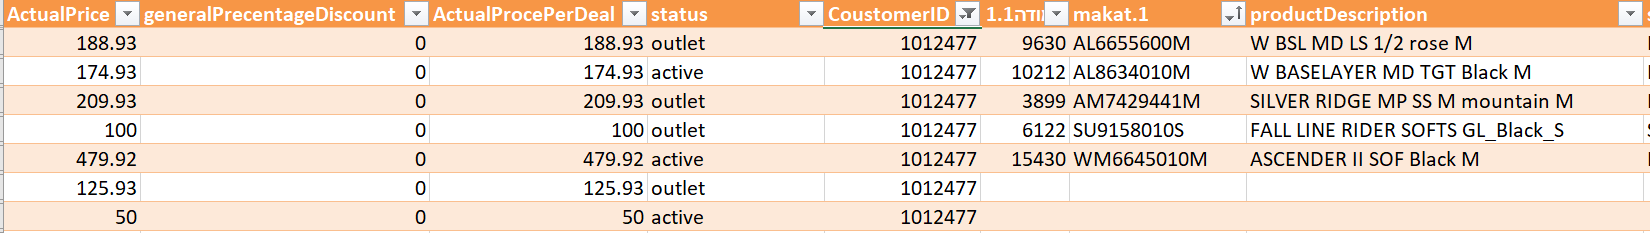 ActualPrice generalPrecentageDiscount ActualProcePerDeal status CoustomerID 1.1 makat.1 productDescription
188.93 0 188.93 outlet 1012477 9630 AL6655600M W BSL MD LS 1/2 rose M
174.93 0 174.93 active 1012477 10212 AL8634010M W BASELAYER MD TGT Black M
209.93 0 209.93 outlet 1012477 3899 AM7429441M SILVER RIDGE MP SS M mountain M
100 0 100 outlet 1012477 6122 SU9158010S FALL LINE RIDER SOFTS GL_Black_S
479.92 0 479.92 active 1012477 15430 WM6645010M ASCENDER II SOF Black M
125.93 0 125.93 outlet 1012477
50 0 50 active 1012477